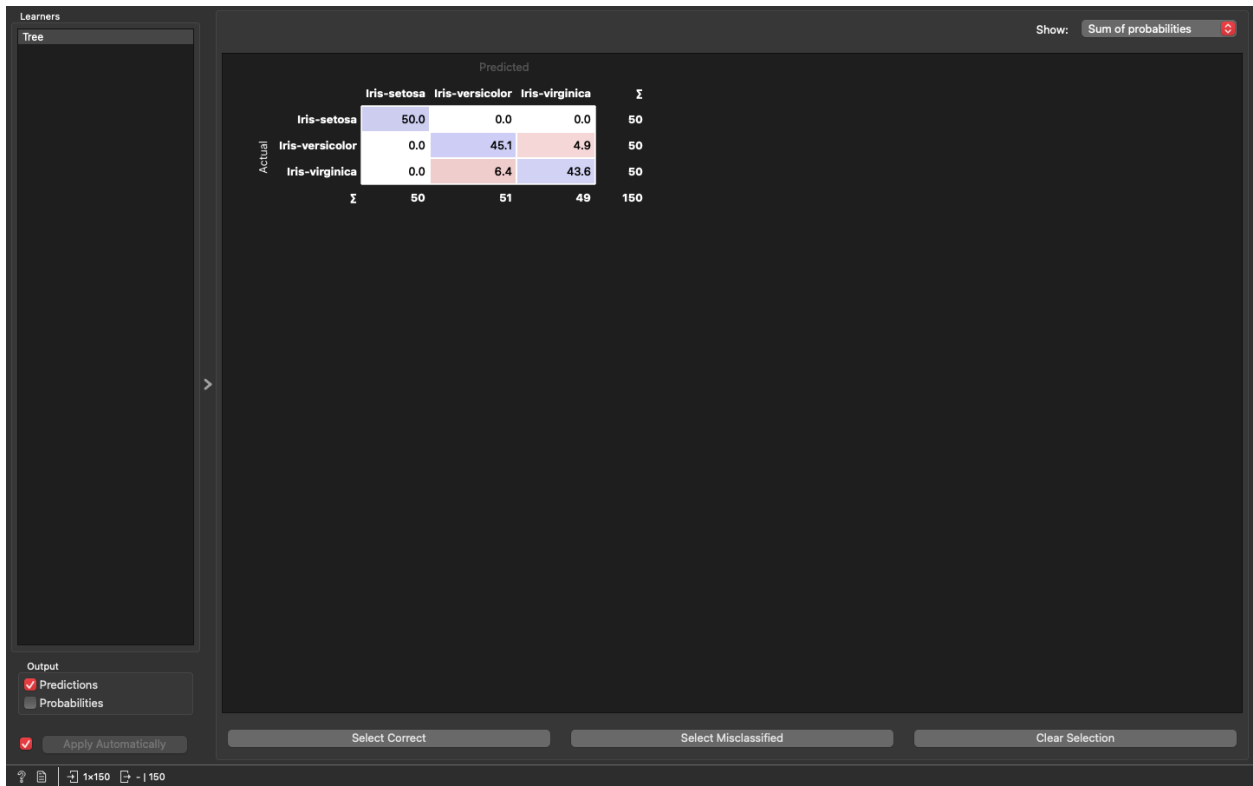 Learners
Tree
Show: Sum of probabilities
Predicted
Iris-setosa Iris-versicolor Iris-virginica Σ
Iris-setosa 50.0 0.0 0.0 50
Actual
Iris-versicolor 0.0 45.1 4.9 50
Iris-virginica 0.0 6.4 43.6 50
Σ 50 51 49 150
Output
Predictions
Probabilities
Apply Automatically
Select Correct Select Misclassified Clear Selection
? 1×150 - | 150